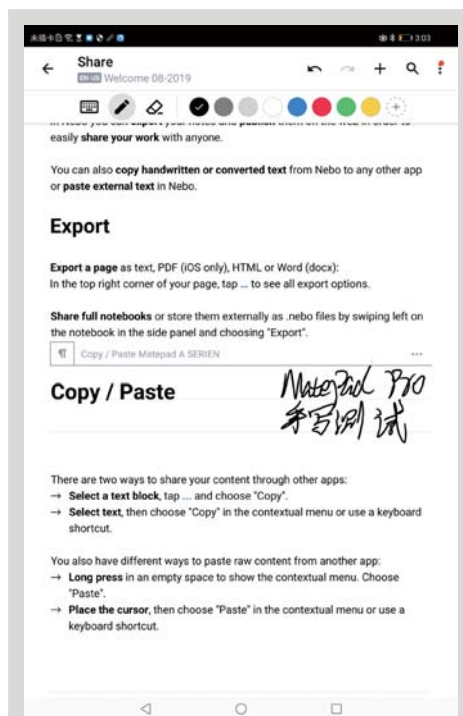 未插卡
3:03
Share
EN-US Welcome 08-2019
In Nebo you can export your notes and publish them on the web in order to
easily share your work with anyone.
You can also copy handwritten or converted text from Nebo to any other app
or paste external text in Nebo.
Export
Export a page as text, PDF (iOS only), HTML or Word (docx):
In the top right corner of your page, tap ... to see all export options.
Share full notebooks or store them externally as .nebo files by swiping left on
the notebook in the side panel and choosing "Export".
¶ Copy / Paste Matepad A SERIEN ...
Copy / Paste
MatePad Pro
手写测试
There are two ways to share your content through other apps:
→ Select a text block, tap ... and choose "Copy".
→ Select text, then choose "Copy" in the contextual menu or use a keyboard
shortcut.
You also have different ways to paste raw content from another app:
→ Long press in an empty space to show the contextual menu. Choose
"Paste".
→ Place the cursor, then choose "Paste" in the contextual menu or use a
keyboard shortcut.